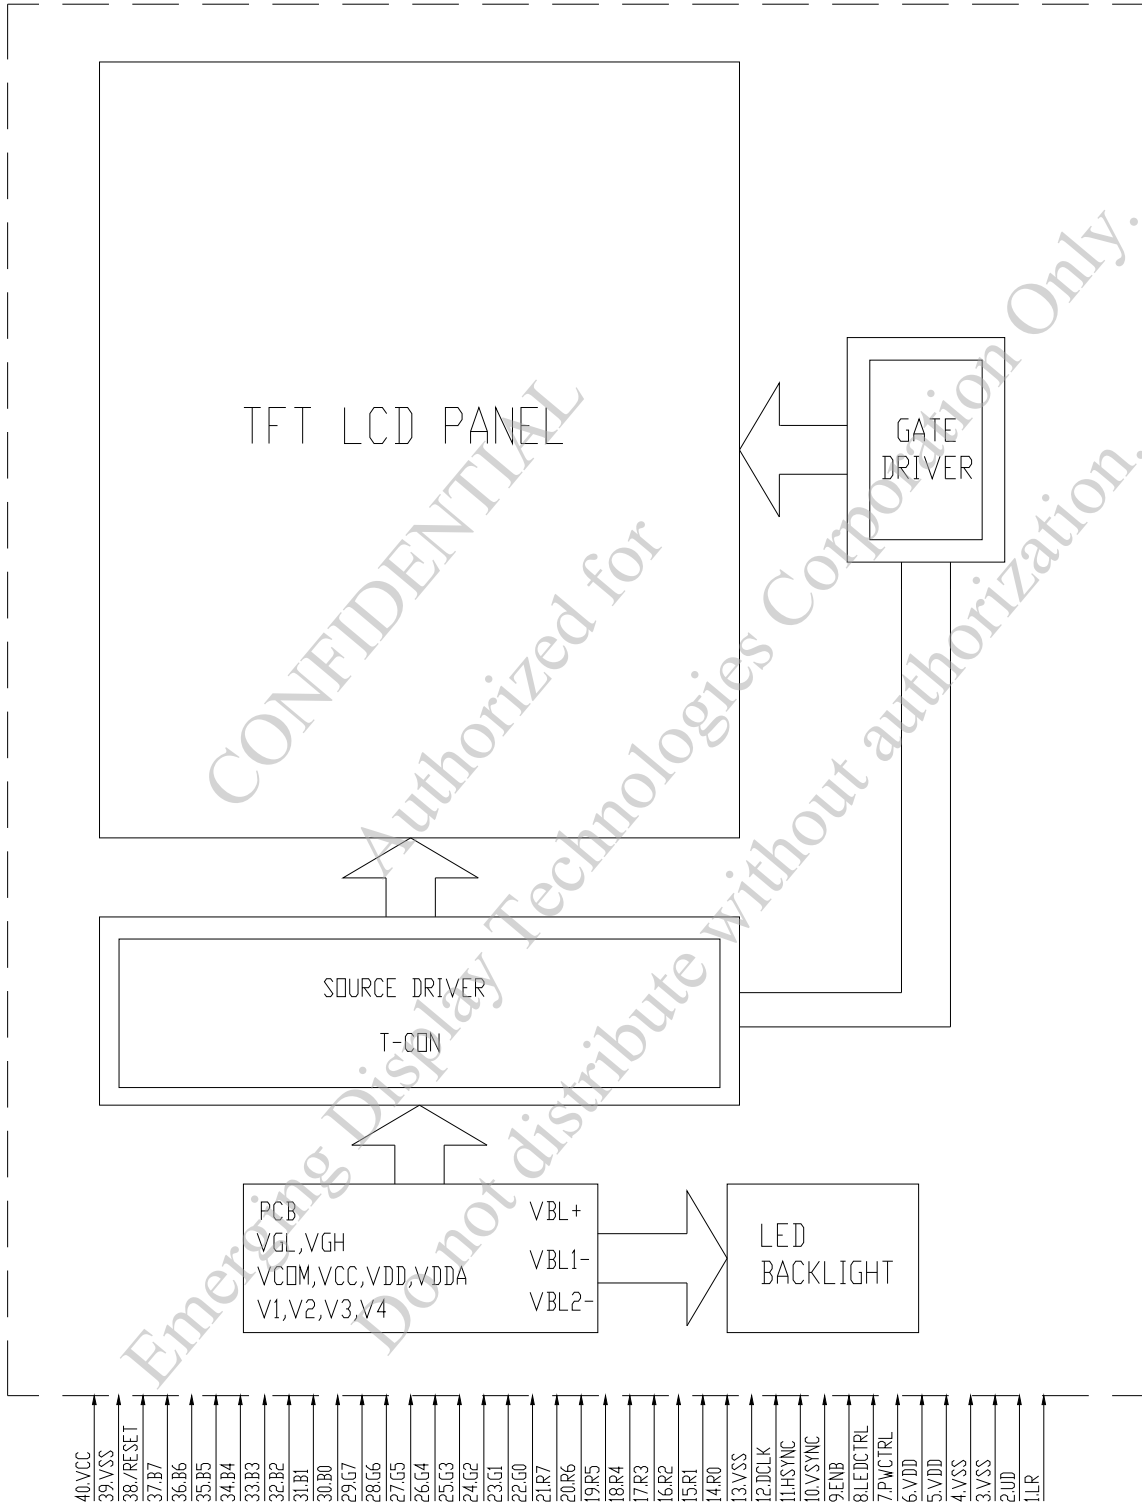 TFT LCD PANEL
GATE
DRIVER
SOURCE DRIVER
T-CON
PCB
VGL,VGH
VCOM,VCC,VDD,VDDA
V1,V2,V3,V4
VBL+
VBL1-
VBL2-
LED
BACKLIGHT
CONFIDENTIAL
Authorized for
Emerging Display Technologies Corporation Only.
Do not distribute without authorization.
40.VCC
39.VSS
38./RESET
37.B7
36.B6
35.B5
34.B4
33.B3
32.B2
31.B1
30.B0
29.G7
28.G6
27.G5
26.G4
25.G3
24.G2
23.G1
22.G0
21.R7
20.R6
19.R5
18.R4
17.R3
16.R2
15.R1
14.R0
13.VSS
12.DCLK
11.HSYNC
10.VSYNC
9.ENB
8.LEDCTRL
7.PWCTRL
6.VDD
5.VDD
4.VSS
3.VSS
2.UD
1.LR